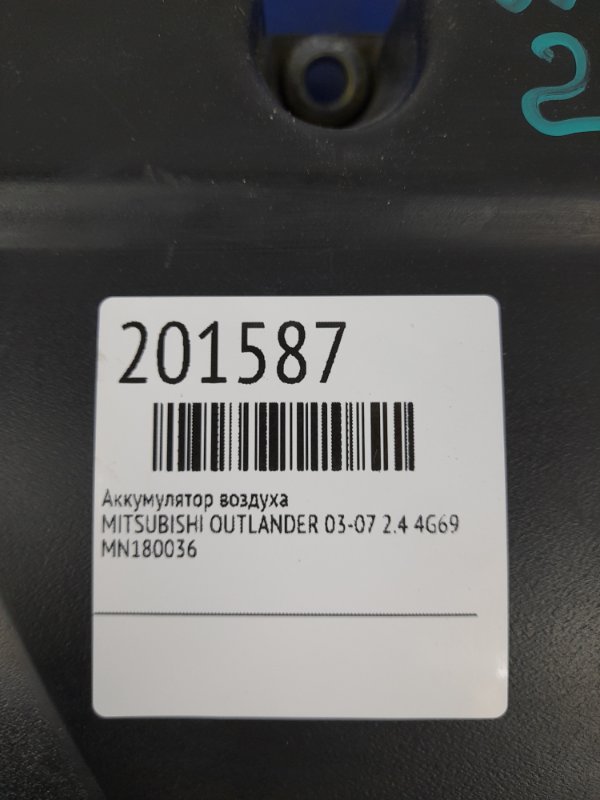 201587
Аккумулятор воздуха
MITSUBISHI OUTLANDER 03-07 2.4 4G69
MN180036